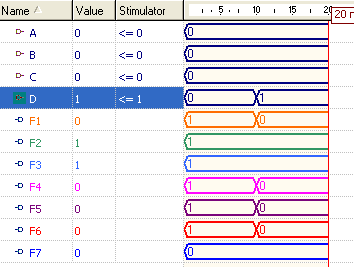 Name Value Stimulator 5 10 15 20
20 n
A 0 <= 0 0
B 0 <= 0 0
C 0 <= 0 0
D 1 <= 1 0 1
F1 0 1 0
F2 1 1
F3 1 1
F4 0 1 0
F5 0 1 0
F6 0 1 0
F7 0 0